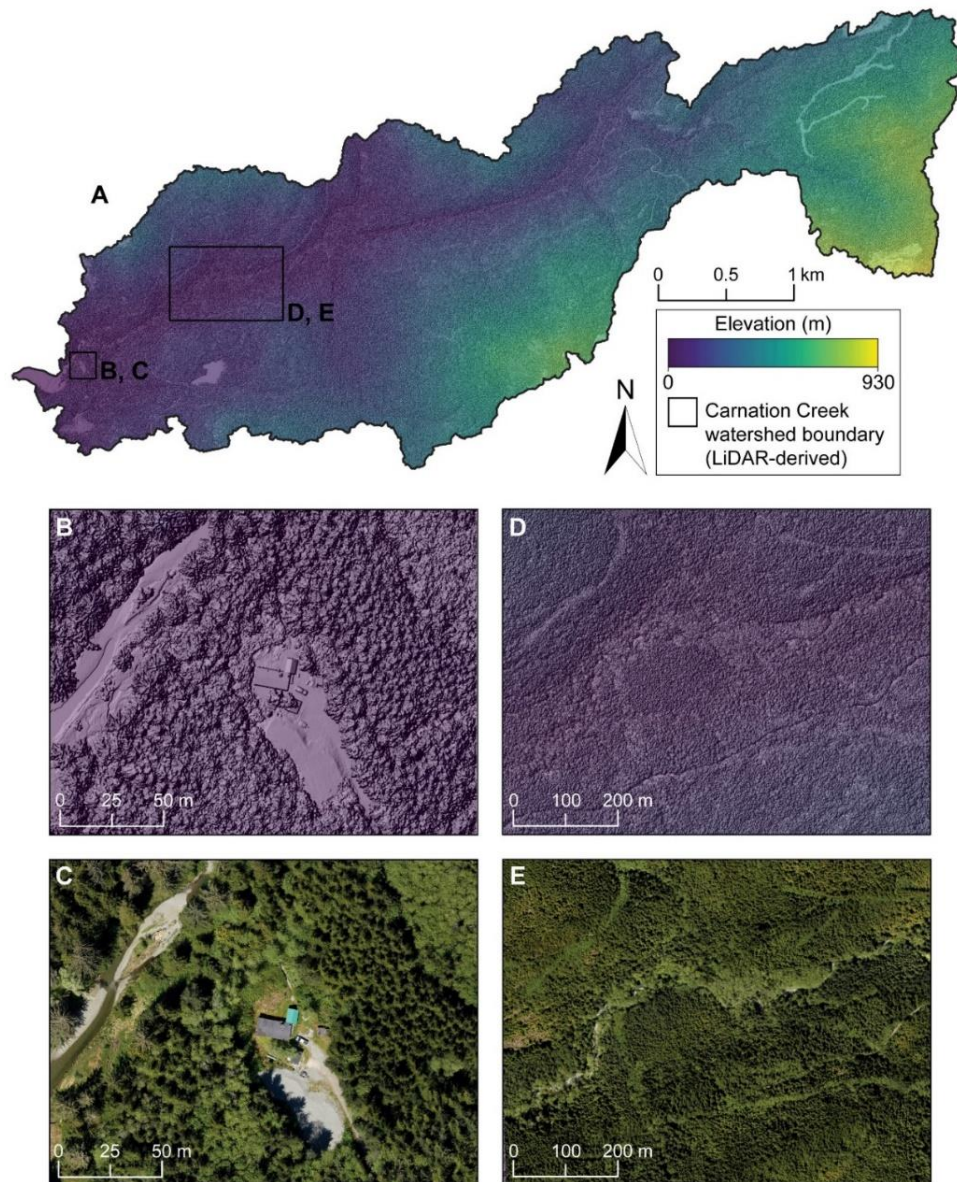 A
D, E
B, C
0 0.5 1 km
Elevation (m)
0 930
N
Carnation Creek
watershed boundary
(LiDAR-derived)
B
0 25 50 m
D
0 100 200 m
C
0 25 50 m
E
0 100 200 m